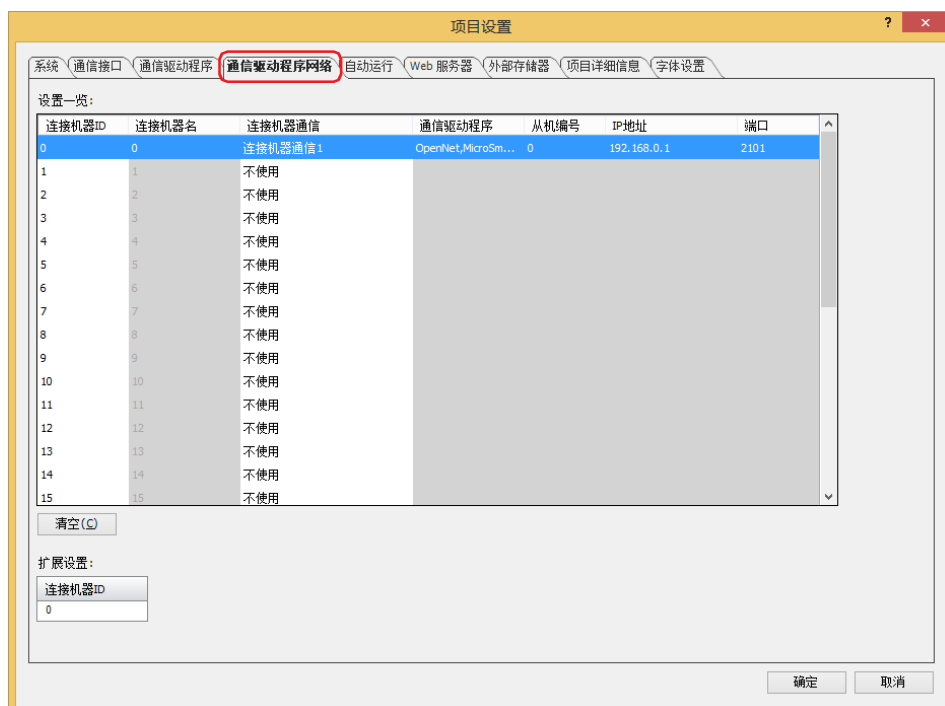 项目设置
? ×
系统 通信接口 通信驱动程序 通信驱动程序网络 自动运行 Web 服务器 外部存储器 项目详细信息 字体设置
设置一览:
连接机器ID 连接机器名 连接机器通信 通信驱动程序 从机编号 IP地址 端口
0 0 连接机器通信1 OpenNet,MicroSm... 0 192.168.0.1 2101
1 1 不使用
2 2 不使用
3 3 不使用
4 4 不使用
5 5 不使用
6 6 不使用
7 7 不使用
8 8 不使用
9 9 不使用
10 10 不使用
11 11 不使用
12 12 不使用
13 13 不使用
14 14 不使用
15 15 不使用
清空(C)
扩展设置:
连接机器ID
0
确定 取消